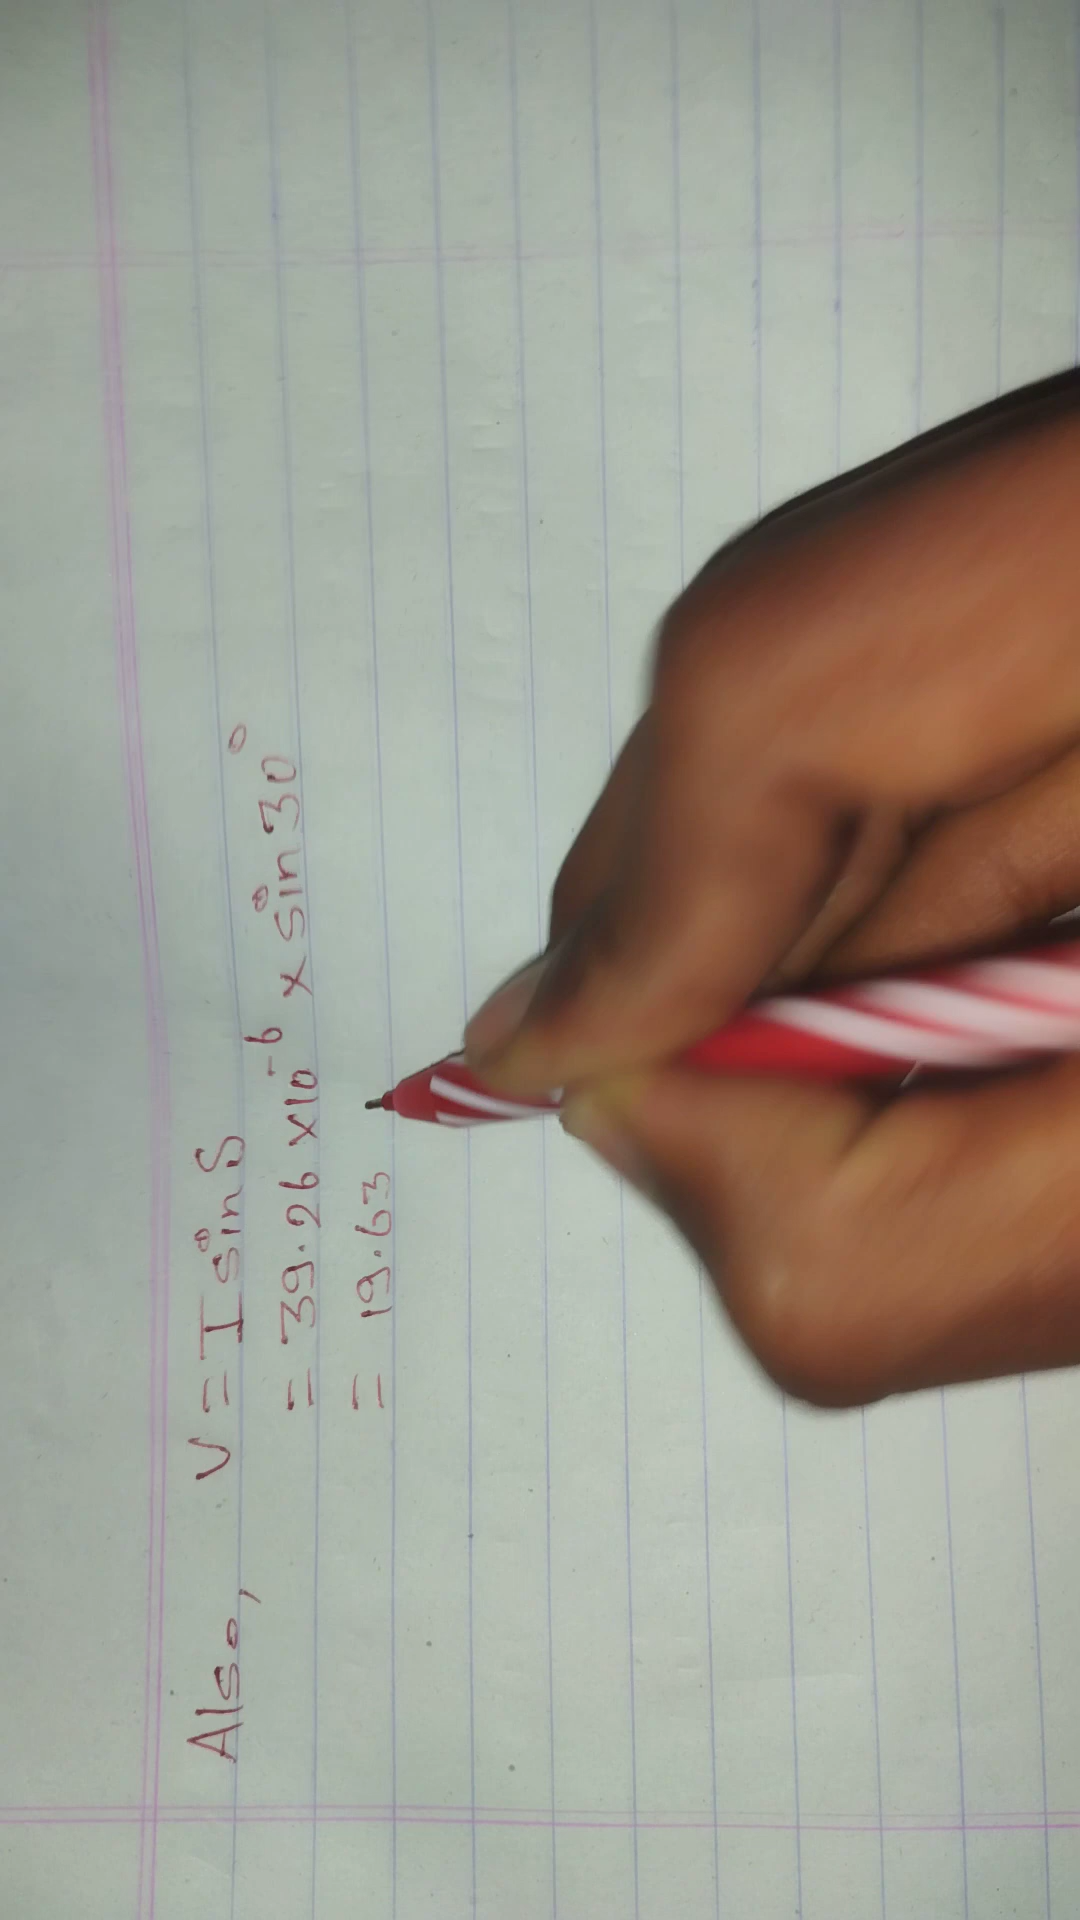 Also, V = I sin δ
= 39.26 × 10⁻⁶ × sin 30°
= 19.63